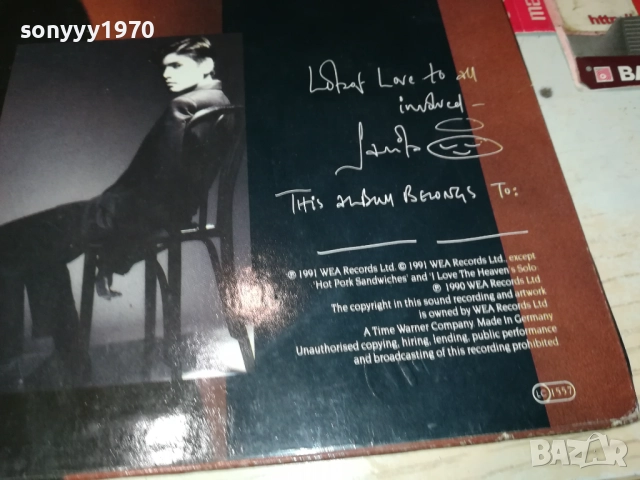 sonyyy1970
Lots of Love to all
involved -
Tanita
THIS ALBUM BELONGS TO:
℗ 1991 WEA Records Ltd. © 1991 WEA Records Ltd. except
'Hot Pork Sandwiches' and 'I Love The Heaven's Solo
℗ 1990 WEA Records Ltd
The copyright in this sound recording and artwork
is owned by WEA Records Ltd
A Time Warner Company Made In Germany
Unauthorised copying, hiring, lending, public performance
and broadcasting of this recording prohibited
LC 1557
BAZAR